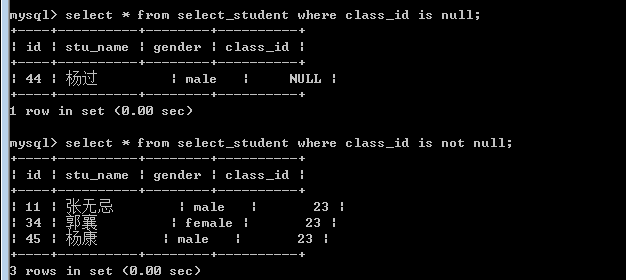 mysql> select * from select_student where class_id is null;
+----+----------+--------+----------+
| id | stu_name | gender | class_id |
+----+----------+--------+----------+
| 44 | 杨过 | male | NULL |
+----+----------+--------+----------+
1 row in set (0.00 sec)
mysql> select * from select_student where class_id is not null;
+----+----------+--------+----------+
| id | stu_name | gender | class_id |
+----+----------+--------+----------+
| 11 | 张无忌 | male | 23 |
| 34 | 郭襄 | female | 23 |
| 45 | 杨康 | male | 23 |
+----+----------+--------+----------+
3 rows in set (0.00 sec)